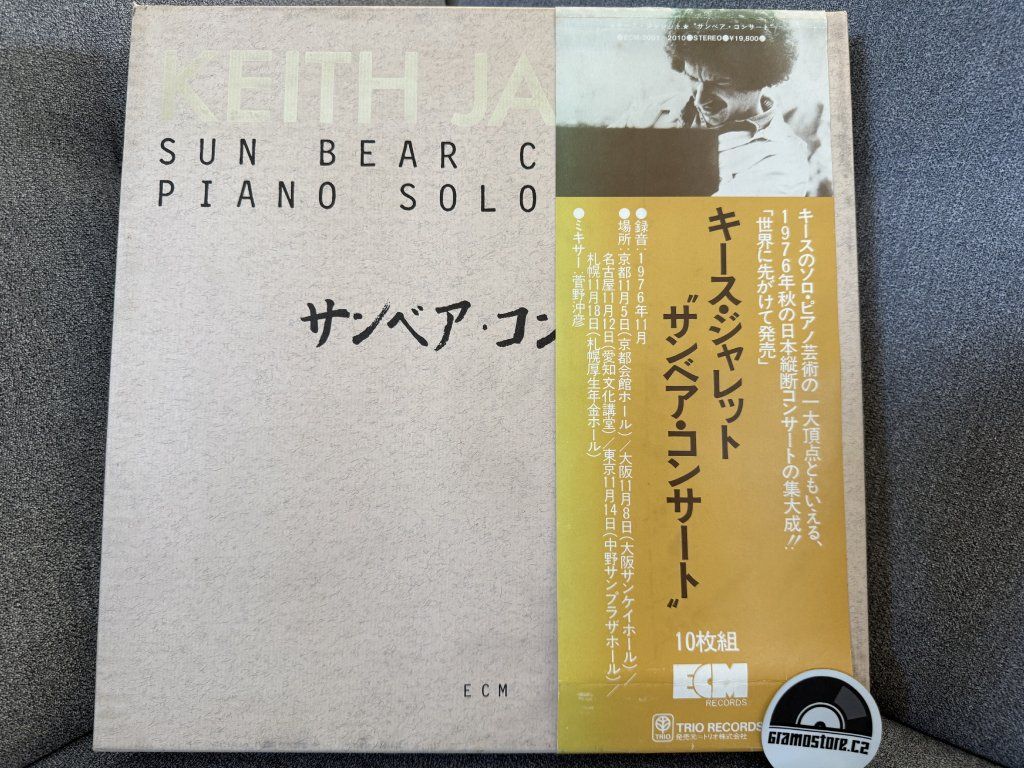 KEITH JA
SUN BEAR C
PIANO SOLO
サンベア・コン
ECM
"サンベア・コンサート"
●ECM-2001~2010●STEREO●¥19,800●
キースのソロ・ピアノ芸術の一大頂点ともいえる、
1976年秋の日本縦断コンサートの集大成!!
「世界に先がけて発売」
キース・ジャレット
"サンベア・コンサート"
●録音:1976年11月
●場所:京都11月5日(京都会館ホール)/大阪11月8日(大阪サンケイホール)/
名古屋11月12日(愛知文化講堂)/東京11月14日(中野サンプラザホール)/
札幌11月18日(札幌厚生年金ホール)
●ミキサー:菅野沖彦
10枚組
ECM
RECORDS
TRIO
TRIO RECORDS
発売元=トリオ株式会社
GRAMOSTORE.CZ